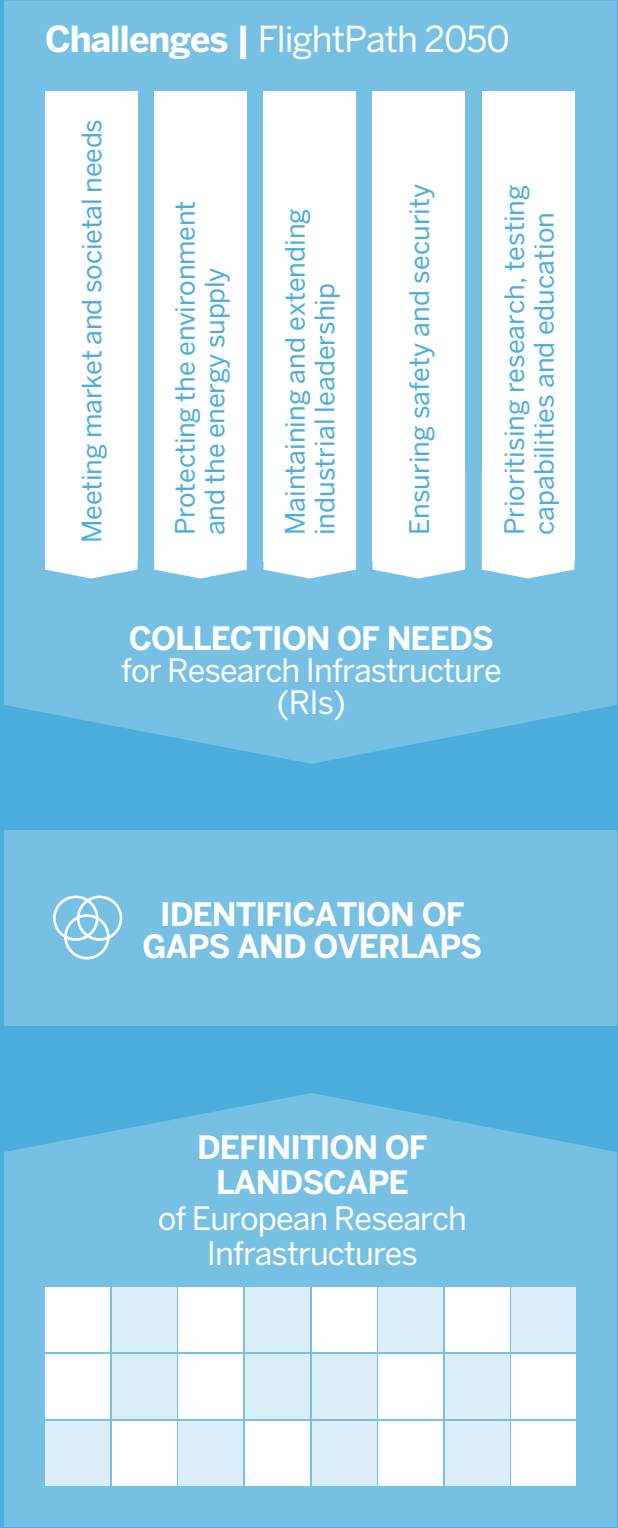 Challenges | FlightPath 2050
Meeting market and societal needs
Protecting the environment
and the energy supply
Maintaining and extending
industrial leadership
Ensuring safety and security
Prioritising research, testing
capabilities and education
COLLECTION OF NEEDS
for Research Infrastructure
(RIs)
IDENTIFICATION OF
GAPS AND OVERLAPS
DEFINITION OF
LANDSCAPE
of European Research
Infrastructures